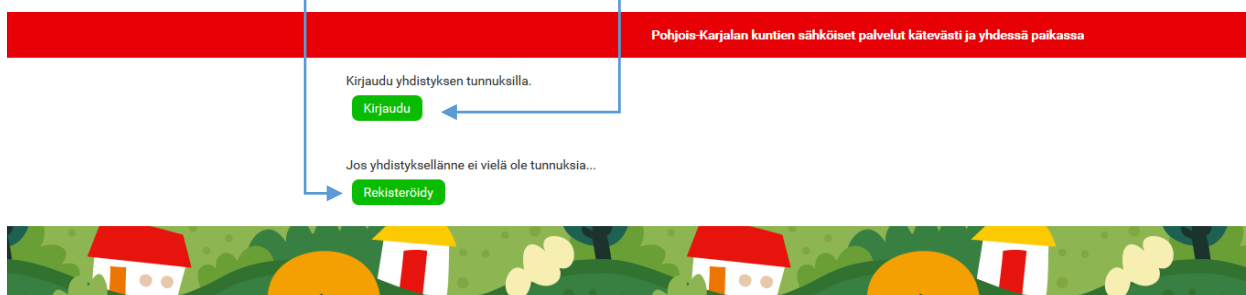 Pohjois-Karjalan kuntien sähköiset palvelut kätevästi ja yhdessä paikassa
Kirjaudu yhdistyksen tunnuksilla.
Kirjaudu
Jos yhdistyksellänne ei vielä ole tunnuksia...
Rekisteröidy